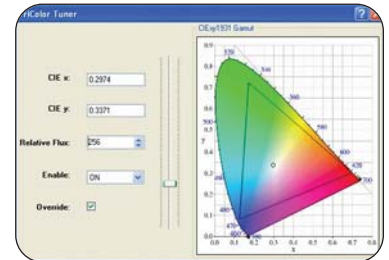 riColor Tuner
CIExy1931 Gamut
CIE x: 0.2974
CIE y: 0.3371
Relative Flux: 256
Enable: ON
Override:
0.9
0.8
0.7
0.6
0.5
y
0.4
0.3
0.2
0.1
0.0
520
540
560
500
580
600
620
490
480
470
460
0.0 0.1 0.2 0.3 0.4 0.5 0.6 0.7 0.8
x